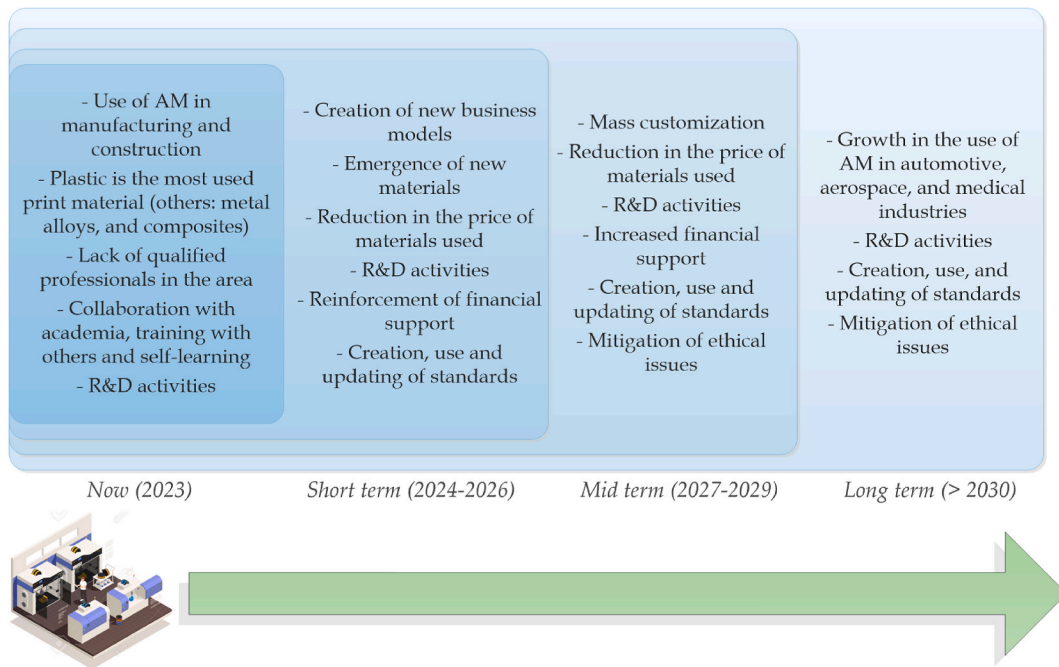 - Use of AM in
manufacturing and
construction
- Plastic is the most used
print material (others: metal
alloys, and composites)
- Lack of qualified
professionals in the area
- Collaboration with
academia, training with
others and self-learning
- R&D activities
- Creation of new business
models
- Emergence of new
materials
- Reduction in the price of
materials used
- R&D activities
- Reinforcement of financial
support
- Creation, use and
updating of standards
- Mass customization
- Reduction in the price of
materials used
- R&D activities
- Increased financial
support
- Creation, use and
updating of standards
- Mitigation of ethical
issues
- Growth in the use of
AM in automotive,
aerospace, and medical
industries
- R&D activities
- Creation, use, and
updating of standards
- Mitigation of ethical
issues
Now (2023)
Short term (2024-2026)
Mid term (2027-2029)
Long term (> 2030)